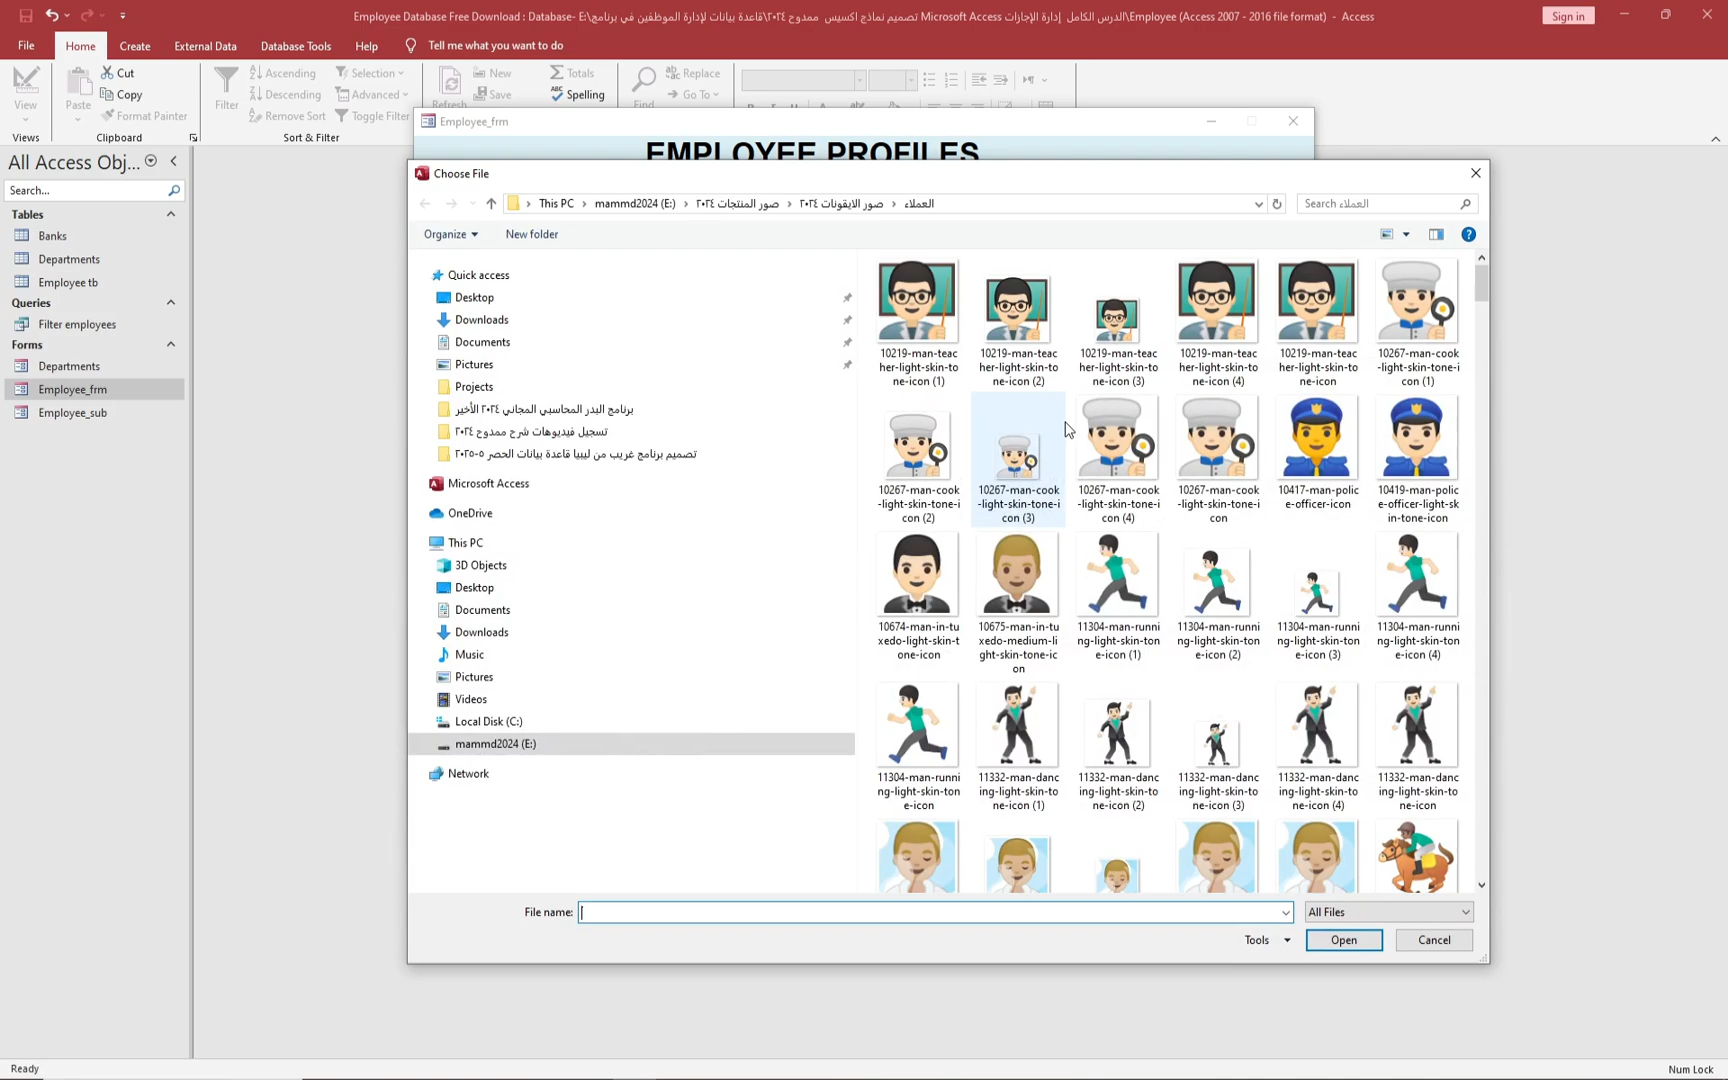 Employee Database Free Download : Database- E:\قاعدة بيانات لإدارة الموظفين في برنامج\٢٠٢٤ تصميم نماذج اكسيس ممدوح Microsoft Access الدرس الكامل إدارة الإجازات\Employee (Access 2007 - 2016 file format) - Access
Sign in
File
Home
Create
External Data
Database Tools
Help
Tell me what you want to do
View
Paste
Cut
Copy
Format Painter
Filter
Ascending
Descending
Remove Sort
Selection
Advanced
Toggle Filter
Refresh
New
Save
Totals
Spelling
Find
Replace
Go To
Views
Clipboard
Sort & Filter
Employee_frm
EMPLOYEE PROFILES
All Access Obj...
Search...
Tables
Banks
Departments
Employee tb
Queries
Filter employees
Forms
Departments
Employee_frm
Employee_sub
Choose File
This PC
mammd2024 (E:)
صور المنتجات ٢٠٢٤
صور الايقونات ٢٠٢٤
العملاء
Search العملاء
Organize
New folder
Quick access
Desktop
Downloads
Documents
Pictures
Projects
برنامج البدر المحاسبي المجاني ٢٠٢٤ الأخير
تسجيل فيديوهات شرح ممدوح ٢٠٢٤
تصميم برنامج غريب من ليبيا قاعدة بيانات الحصر ٥-٢٠٢٥
Microsoft Access
OneDrive
This PC
3D Objects
Desktop
Documents
Downloads
Music
Pictures
Videos
Local Disk (C:)
mammd2024 (E:)
Network
10219-man-teacher-light-skin-tone-icon (1)
10219-man-teacher-light-skin-tone-icon (2)
10219-man-teacher-light-skin-tone-icon (3)
10219-man-teacher-light-skin-tone-icon (4)
10219-man-teacher-light-skin-tone-icon
10267-man-cook-light-skin-tone-icon (1)
10267-man-cook-light-skin-tone-icon (2)
10267-man-cook-light-skin-tone-icon (3)
10267-man-cook-light-skin-tone-icon (4)
10267-man-cook-light-skin-tone-icon
10417-man-police-officer-icon
10419-man-police-officer-light-skin-tone-icon
10674-man-in-tuxedo-light-skin-tone-icon
10675-man-in-tuxedo-medium-light-skin-tone-icon
11304-man-running-light-skin-tone-icon (1)
11304-man-running-light-skin-tone-icon (2)
11304-man-running-light-skin-tone-icon (3)
11304-man-running-light-skin-tone-icon (4)
11304-man-running-light-skin-tone-icon
11332-man-dancing-light-skin-tone-icon (1)
11332-man-dancing-light-skin-tone-icon (2)
11332-man-dancing-light-skin-tone-icon (3)
11332-man-dancing-light-skin-tone-icon (4)
11332-man-dancing-light-skin-tone-icon
File name:
All Files
Tools
Open
Cancel
Ready
Num Lock